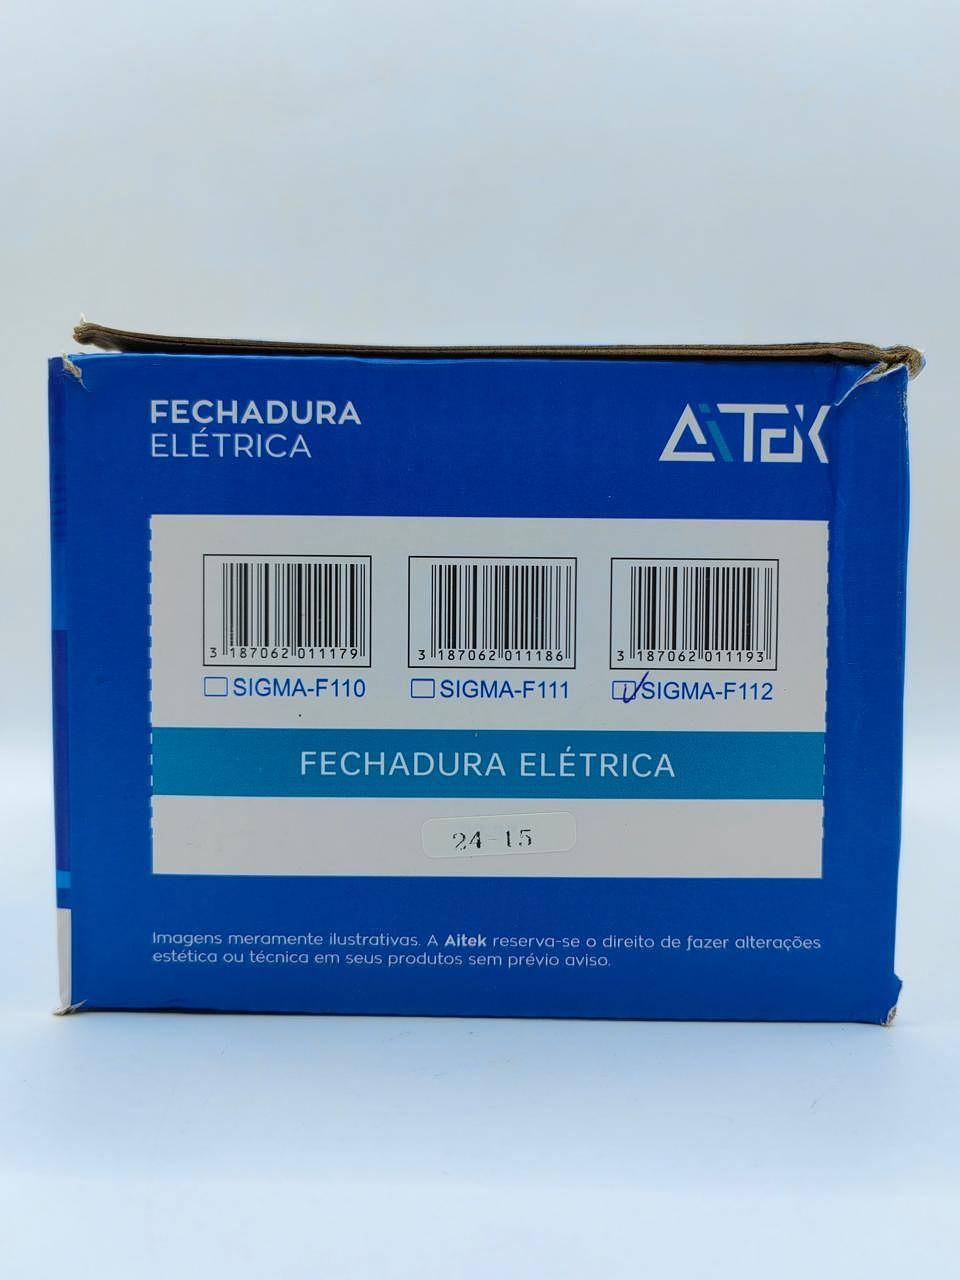 FECHADURA
ELÉTRICA
AiTEK
3 187062 011179
3 187062 011186
3 187062 011193
SIGMA-F110
SIGMA-F111
SIGMA-F112
FECHADURA ELÉTRICA
24-15
Imagens meramente ilustrativas. A Aitek reserva-se o direito de fazer alterações
estética ou técnica em seus produtos sem prévio aviso.